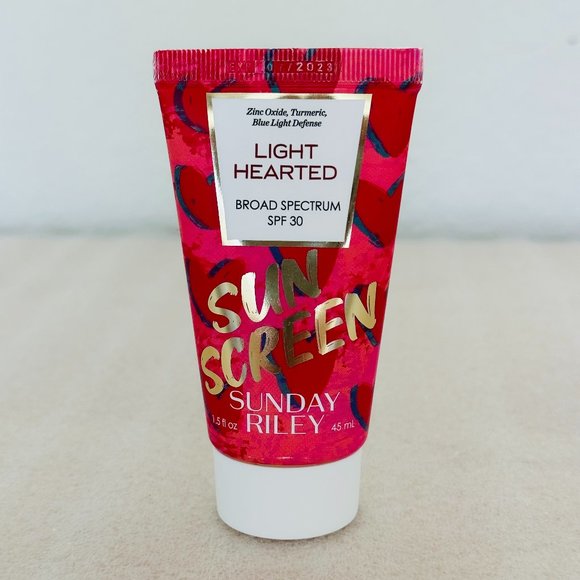 /2023
Zinc Oxide, Turmeric,
Blue Light Defense
LIGHT
HEARTED
BROAD SPECTRUM
SPF 30
SUN
SCREEN
SUNDAY
RILEY
1.5 fl oz
45 mL